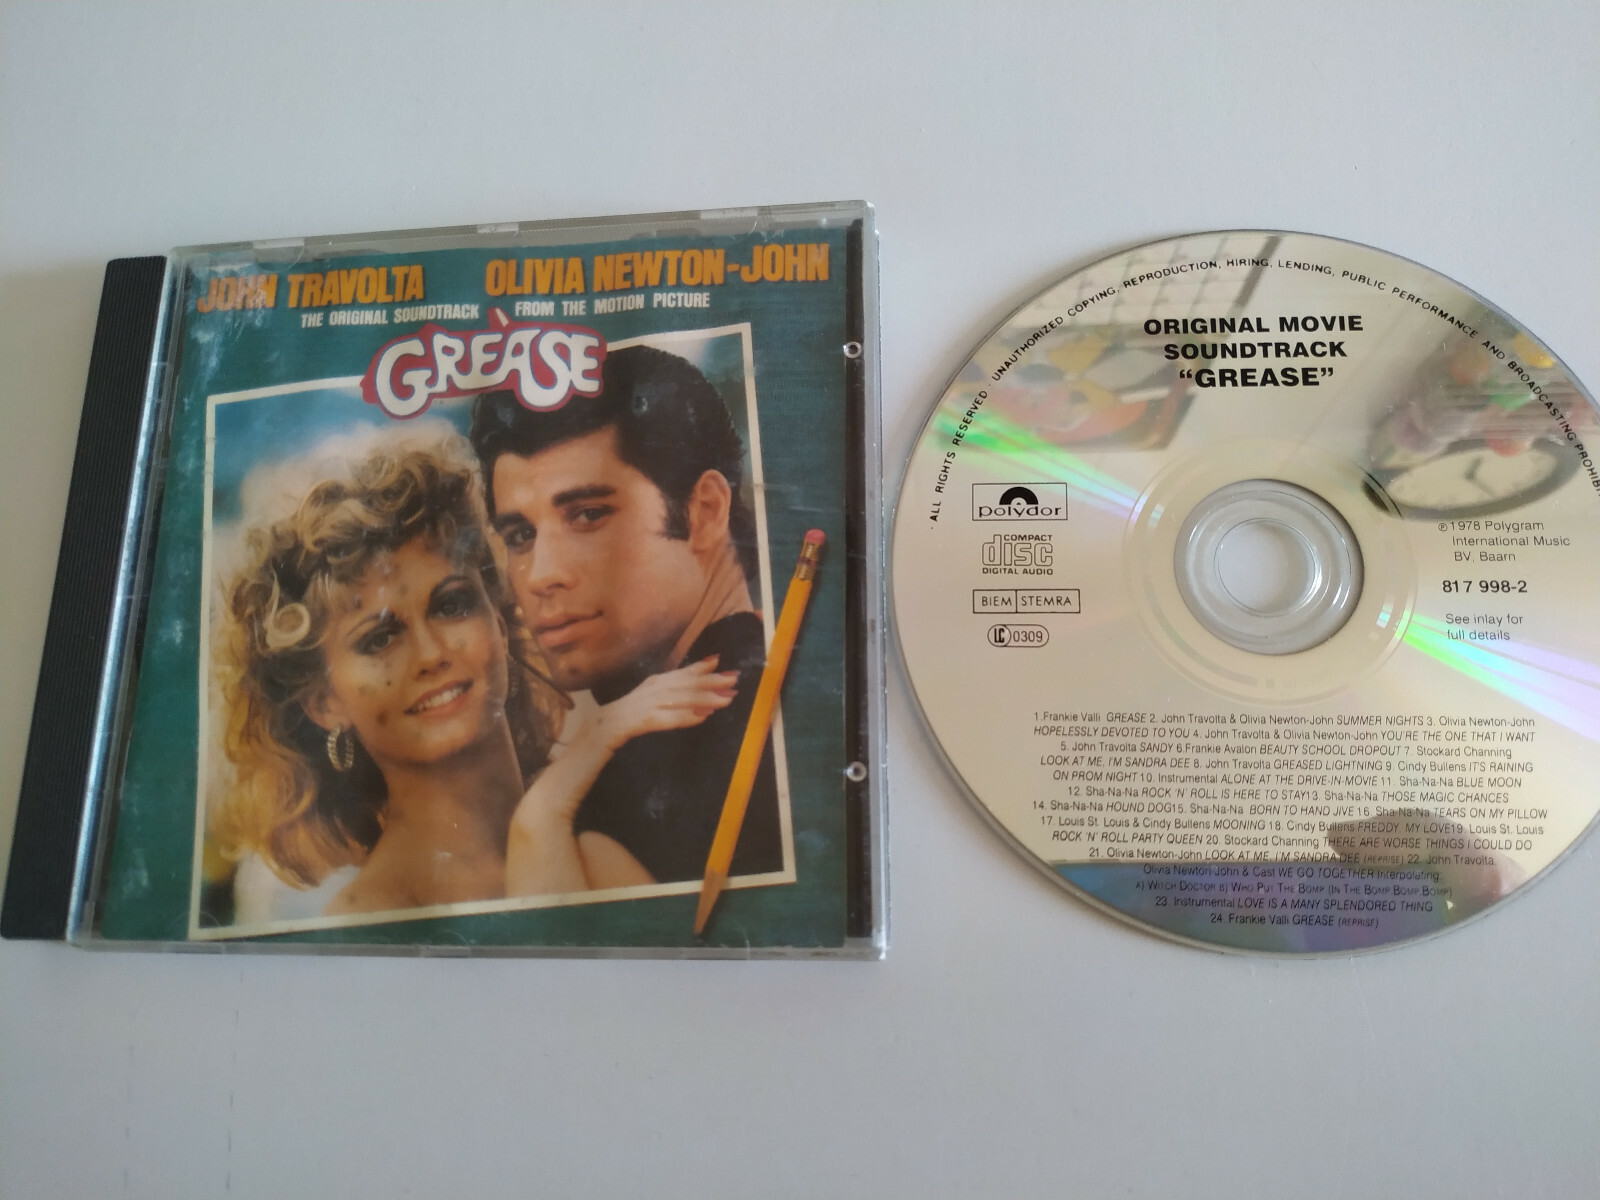 JOHN TRAVOLTA OLIVIA NEWTON-JOHN
THE ORIGINAL SOUNDTRACK FROM THE MOTION PICTURE
GREASE
· ALL RIGHTS RESERVED · UNAUTHORIZED COPYING, REPRODUCTION, HIRING, LENDING, PUBLIC PERFORMANCE AND BROADCASTING PROHIBI
ORIGINAL MOVIE
SOUNDTRACK
“GREASE”
polydor
COMPACT
disc
DIGITAL AUDIO
BIEM STEMRA
LC 0309
℗ 1978 Polygram
International Music
BV, Baarn
817 998-2
See inlay for
full details
1.Frankie Valli GREASE 2. John Travolta & Olivia Newton-John SUMMER NIGHTS 3. Olivia Newton-John
HOPELESSLY DEVOTED TO YOU 4. John Travolta & Olivia Newton-John YOU'RE THE ONE THAT I WANT
5. John Travolta SANDY 6.Frankie Avalon BEAUTY SCHOOL DROPOUT 7. Stockard Channing
LOOK AT ME, I'M SANDRA DEE 8. John Travolta GREASED LIGHTNING 9. Cindy Bullens ITS RAINING
ON PROM NIGHT 10. Instrumental ALONE AT THE DRIVE-IN-MOVIE 11. Sha-Na-Na BLUE MOON
12. Sha-Na-Na ROCK 'N' ROLL IS HERE TO STAY13. Sha-Na-Na THOSE MAGIC CHANCES
14. Sha-Na-Na HOUND DOG15. Sha-Na-Na BORN TO HAND JIVE 16. Sha-Na-Na TEARS ON MY PILLOW
17. Louis St. Louis & Cindy Bullens MOONING 18. Cindy Bullens FREDDY, MY LOVE19. Louis St. Louis
ROCK 'N' ROLL PARTY QUEEN 20. Stockard Channing THERE ARE WORSE THINGS I COULD DO
21. Olivia Newton-John LOOK AT ME, I'M SANDRA DEE (REPRISE) 22. John Travolta,
Olivia Newton-John & Cast WE GO TOGETHER Interpolating:
A) WITCH DOCTOR B) WHO PUT THE BOMP (IN THE BOMP BOMP BOMP)
23. Instrumental LOVE IS A MANY SPLENDORED THING
24. Frankie Valli GREASE (REPRISE)